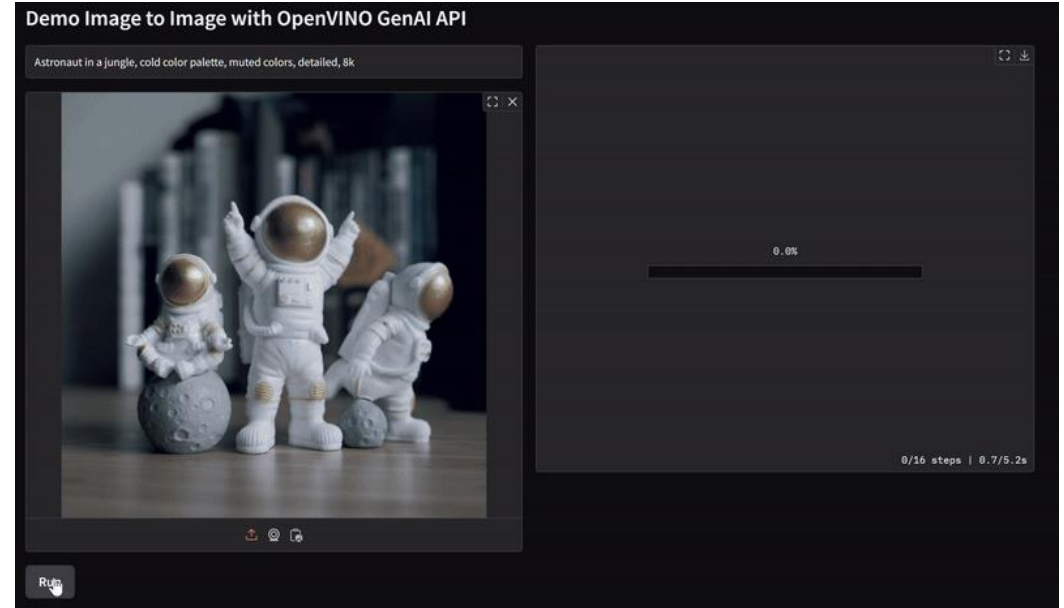 Demo Image to Image with OpenVINO GenAI API
Astronaut in a jungle, cold color palette, muted colors, detailed, 8k
0.0%
0/16 steps | 0.7/5.2s
Run